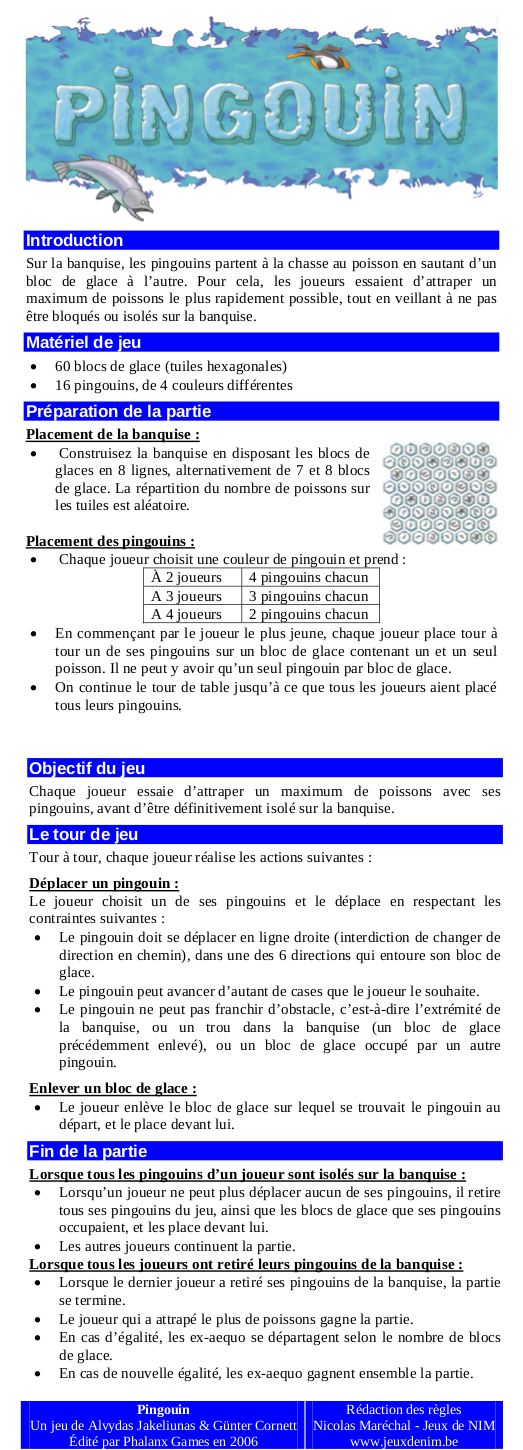 PiNGOUiN
Introduction
Sur la banquise, les pingouins partent à la chasse au poisson en sautant d’un
bloc de glace à l’autre. Pour cela, les joueurs essaient d’attraper un
maximum de poissons le plus rapidement possible, tout en veillant à ne pas
être bloqués ou isolés sur la banquise.
Matériel de jeu
• 60 blocs de glace (tuiles hexagonales)
• 16 pingouins, de 4 couleurs différentes
Préparation de la partie
Placement de la banquise :
• Construisez la banquise en disposant les blocs de
glaces en 8 lignes, alternativement de 7 et 8 blocs
de glace. La répartition du nombre de poissons sur
les tuiles est aléatoire.
Placement des pingouins :
• Chaque joueur choisit une couleur de pingouin et prend :
À 2 joueurs 4 pingouins chacun
A 3 joueurs 3 pingouins chacun
A 4 joueurs 2 pingouins chacun
• En commençant par le joueur le plus jeune, chaque joueur place tour à
tour un de ses pingouins sur un bloc de glace contenant un et un seul
poisson. Il ne peut y avoir qu’un seul pingouin par bloc de glace.
• On continue le tour de table jusqu’à ce que tous les joueurs aient placé
tous leurs pingouins.
Objectif du jeu
Chaque joueur essaie d’attraper un maximum de poissons avec ses
pingouins, avant d’être définitivement isolé sur la banquise.
Le tour de jeu
Tour à tour, chaque joueur réalise les actions suivantes :
Déplacer un pingouin :
Le joueur choisit un de ses pingouins et le déplace en respectant les
contraintes suivantes :
• Le pingouin doit se déplacer en ligne droite (interdiction de changer de
direction en chemin), dans une des 6 directions qui entoure son bloc de
glace.
• Le pingouin peut avancer d’autant de cases que le joueur le souhaite.
• Le pingouin ne peut pas franchir d’obstacle, c’est-à-dire l’extrémité de
la banquise, ou un trou dans la banquise (un bloc de glace
précédemment enlevé), ou un bloc de glace occupé par un autre
pingouin.
Enlever un bloc de glace :
• Le joueur enlève le bloc de glace sur lequel se trouvait le pingouin au
départ, et le place devant lui.
Fin de la partie
Lorsque tous les pingouins d’un joueur sont isolés sur la banquise :
• Lorsqu’un joueur ne peut plus déplacer aucun de ses pingouins, il retire
tous ses pingouins du jeu, ainsi que les blocs de glace que ses pingouins
occupaient, et les place devant lui.
• Les autres joueurs continuent la partie.
Lorsque tous les joueurs ont retiré leurs pingouins de la banquise :
• Lorsque le dernier joueur a retiré ses pingouins de la banquise, la partie
se termine.
• Le joueur qui a attrapé le plus de poissons gagne la partie.
• En cas d’égalité, les ex-aequo se départagent selon le nombre de blocs
de glace.
• En cas de nouvelle égalité, les ex-aequo gagnent ensemble la partie.
Pingouin
Un jeu de Alvydas Jakeliunas & Günter Cornett
Édité par Phalanx Games en 2006
Rédaction des règles
Nicolas Maréchal - Jeux de NIM
www.jeuxdenim.be